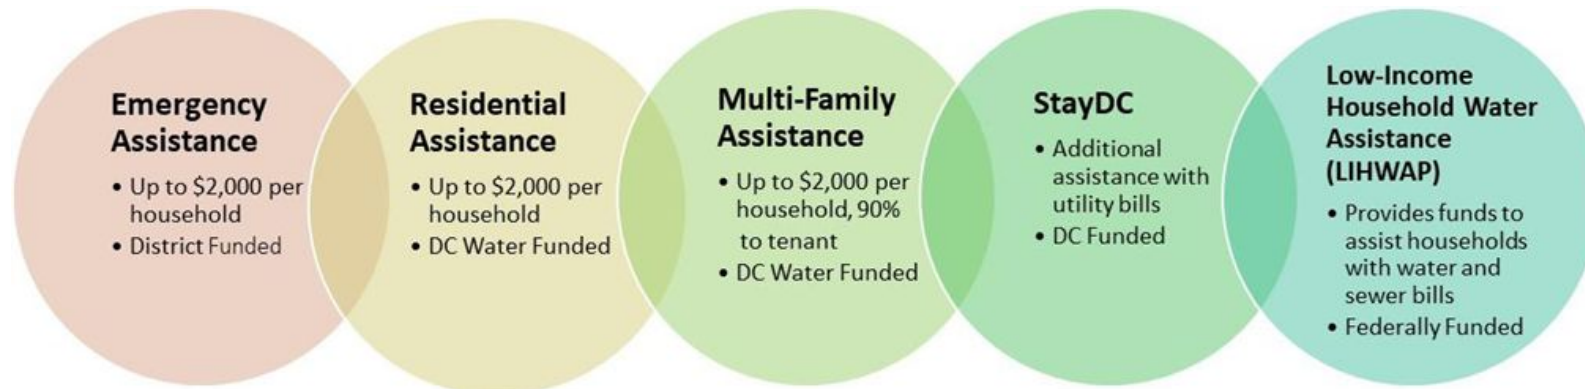 Emergency
Assistance
• Up to $2,000 per
household
• District Funded
Residential
Assistance
• Up to $2,000 per
household
• DC Water Funded
Multi-Family
Assistance
• Up to $2,000 per
household, 90%
to tenant
• DC Water Funded
StayDC
• Additional
assistance with
utility bills
• DC Funded
Low-Income
Household Water
Assistance
(LIHWAP)
• Provides funds to
assist households
with water and
sewer bills
• Federally Funded